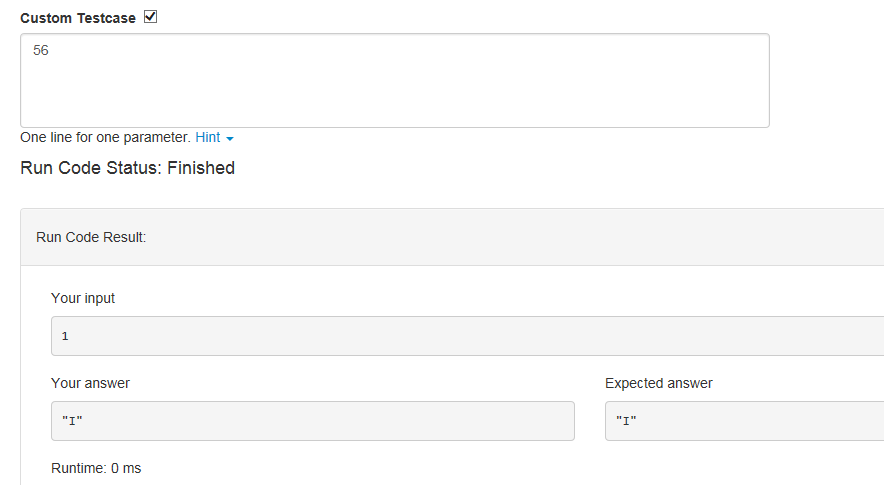 Custom Testcase
56
One line for one parameter. Hint
Run Code Status: Finished
Run Code Result:
Your input
1
Your answer
Expected answer
"I"
"I"
Runtime: 0 ms